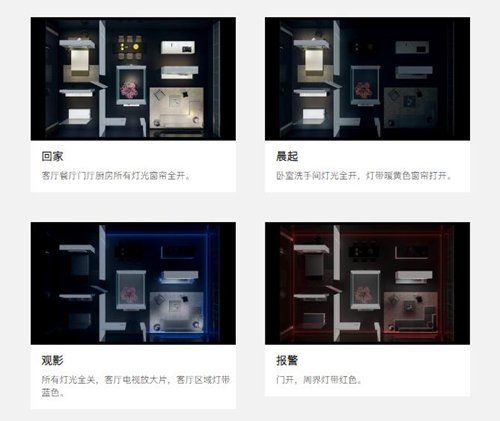 回家
客厅餐厅门厅厨房所有灯光窗帘全开。
晨起
卧室洗手间灯光全开，灯带暖黄色窗帘打开。
观影
所有灯光全关，客厅电视放大片，客厅区域灯带
蓝色。
报警
门开，周界灯带红色。